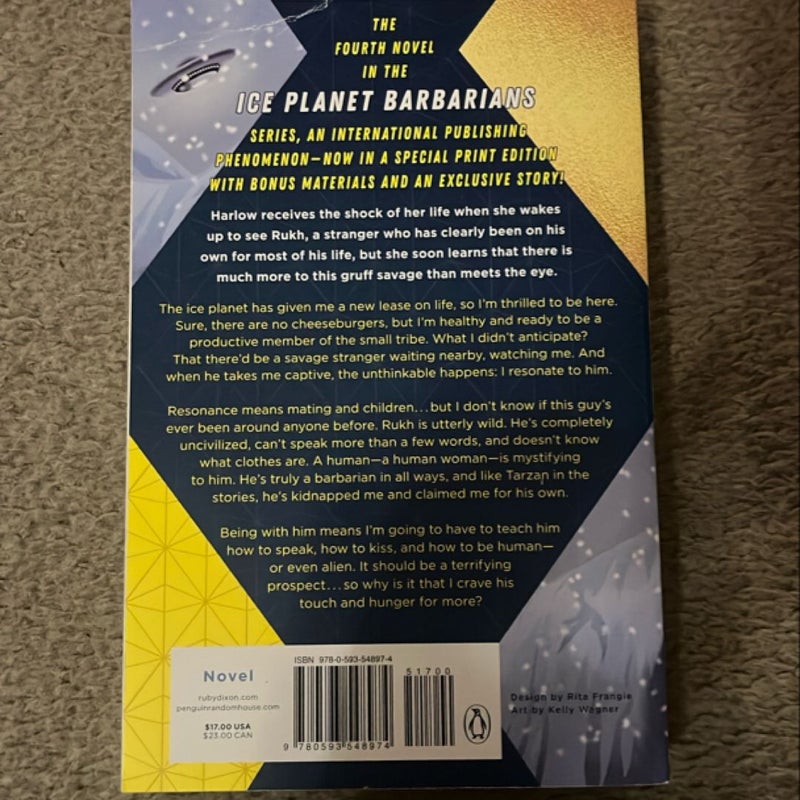 THE
FOURTH NOVEL
IN THE
ICE PLANET BARBARIANS
SERIES, AN INTERNATIONAL PUBLISHING
PHENOMENON—NOW IN A SPECIAL PRINT EDITION
WITH BONUS MATERIALS AND AN EXCLUSIVE STORY!
Harlow receives the shock of her life when she wakes
up to see Rukh, a stranger who has clearly been on his
own for most of his life, but she soon learns that there is
much more to this gruff savage than meets the eye.
The ice planet has given me a new lease on life, so I'm thrilled to be here.
Sure, there are no cheeseburgers, but I'm healthy and ready to be a
productive member of the small tribe. What I didn't anticipate?
That there'd be a savage stranger waiting nearby, watching me. And
when he takes me captive, the unthinkable happens: I resonate to him.
Resonance means mating and children...but I don't know if this guy's
ever been around anyone before. Rukh is utterly wild. He's completely
uncivilized, can't speak more than a few words, and doesn't know
what clothes are. A human—a human woman—is mystifying
to him. He's truly a barbarian in all ways, and like Tarzan in the
stories, he's kidnapped me and claimed me for his own.
Being with him means I'm going to have to teach him
how to speak, how to kiss, and how to be human—
or even alien. It should be a terrifying
prospect...so why is it that I crave his
touch and hunger for more?
ISBN 978-0-593-54897-4
51700
Novel
rubydixon.com
penguinrandomhouse.com
$17.00 USA
$23.00 CAN
9 780593 548974
Design by Rita Frangie
Art by Kelly Wagner